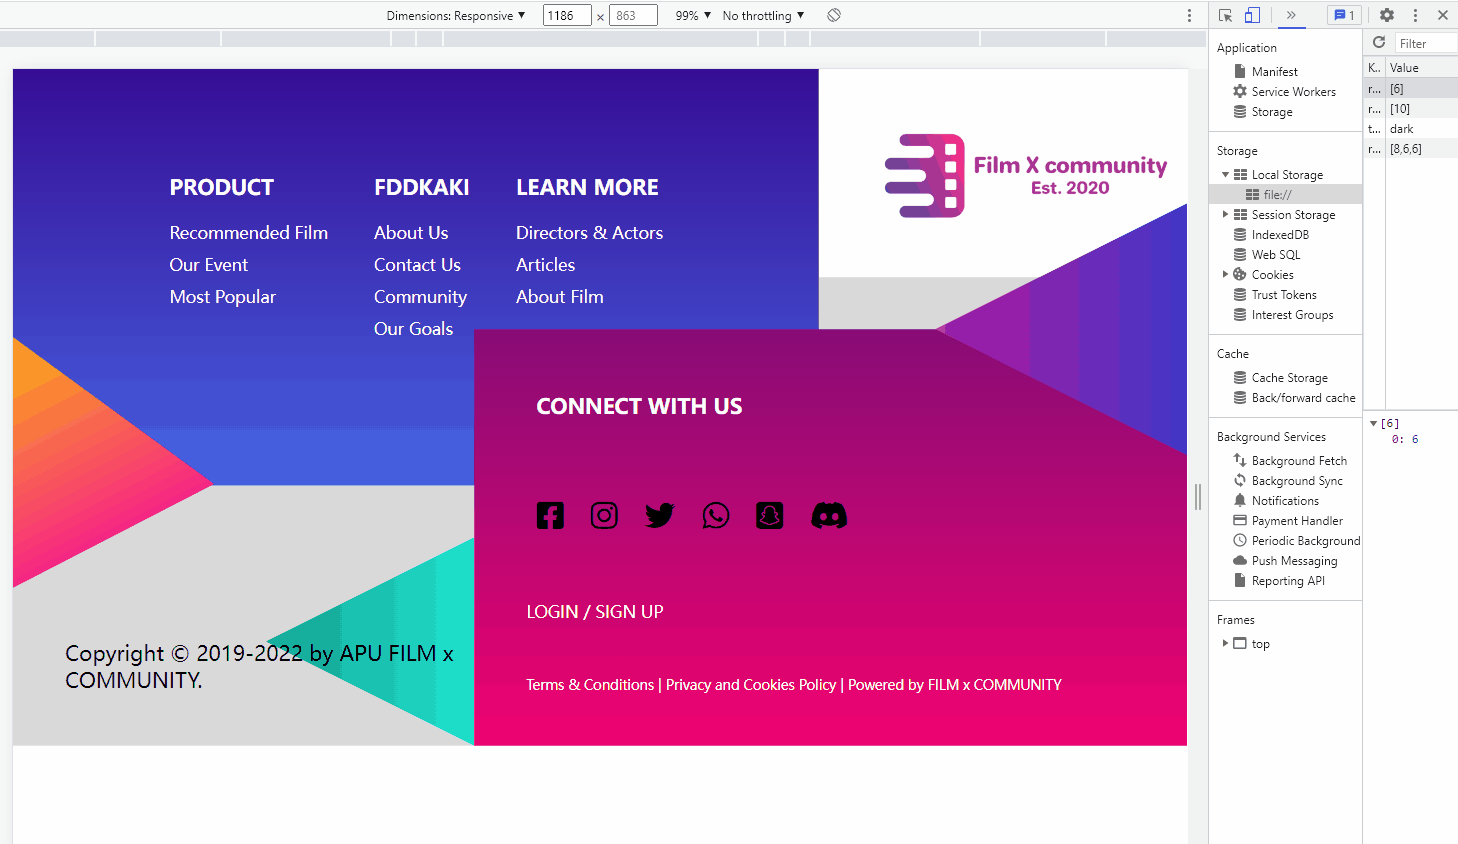 Dimensions: Responsive ▼ 1186 × 863 99% ▼ No throttling ▼
1
Application
Manifest
Service Workers
Storage
Storage
Local Storage
file://
Session Storage
IndexedDB
Web SQL
Cookies
Trust Tokens
Interest Groups
Cache
Cache Storage
Back/forward cache
Background Services
Background Fetch
Background Sync
Notifications
Payment Handler
Periodic Background
Push Messaging
Reporting API
Frames
top
Filter
K.. Value
r... [6]
r... [10]
t... dark
r... [8,6,6]
[6]
0: 6
PRODUCT
Recommended Film
Our Event
Most Popular
FDDKAKI
About Us
Contact Us
Community
Our Goals
LEARN MORE
Directors & Actors
Articles
About Film
Film X community
Est. 2020
CONNECT WITH US
LOGIN / SIGN UP
Terms & Conditions | Privacy and Cookies Policy | Powered by FILM x COMMUNITY
Copyright © 2019-2022 by APU FILM x
COMMUNITY.